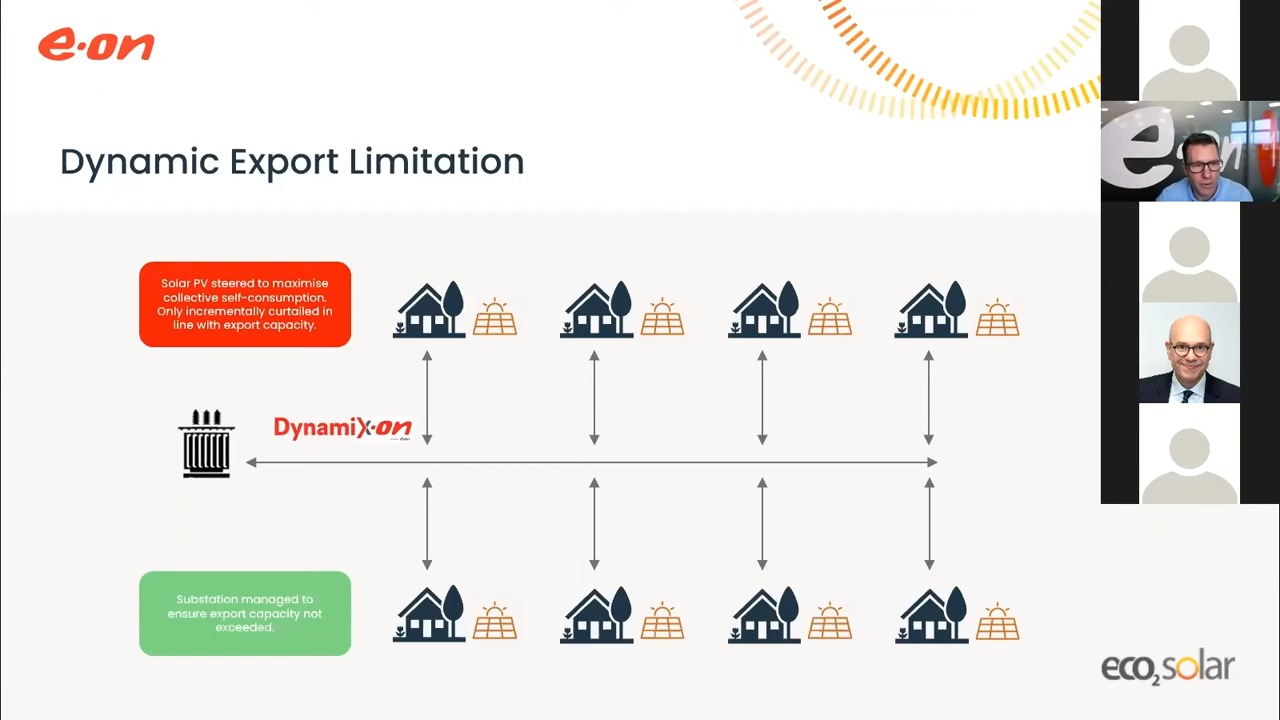 e·on
Dynamic Export Limitation
Solar PV steered to maximise
collective self-consumption.
Only incrementally curtailed in
line with export capacity.
DynamiX·on
Substation managed to
ensure export capacity not
exceeded.
eco2solar
e·on